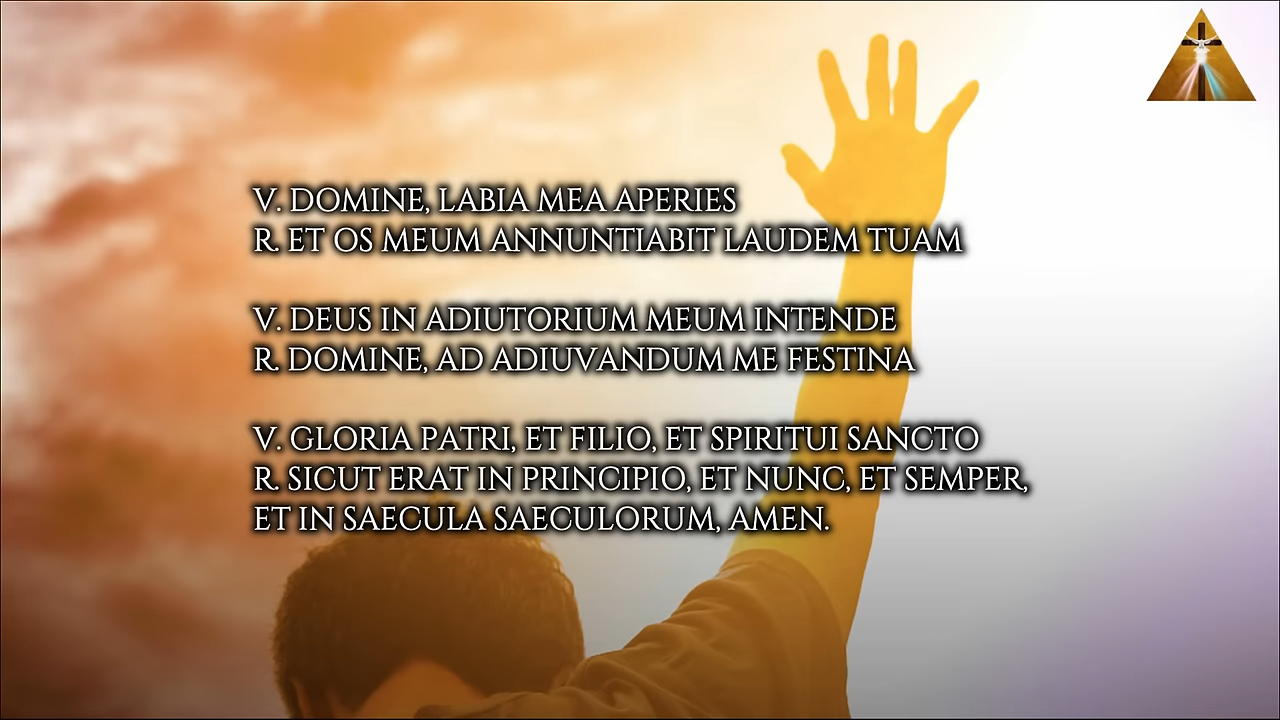 V. DOMINE, LABIA MEA APERIES
R. ET OS MEUM ANNUNTIABIT LAUDEM TUAM
V. DEUS IN ADIUTORIUM MEUM INTENDE
R. DOMINE, AD ADIUVANDUM ME FESTINA
V. GLORIA PATRI, ET FILIO, ET SPIRITUI SANCTO
R. SICUT ERAT IN PRINCIPIO, ET NUNC, ET SEMPER,
ET IN SAECULA SAECULORUM, AMEN.